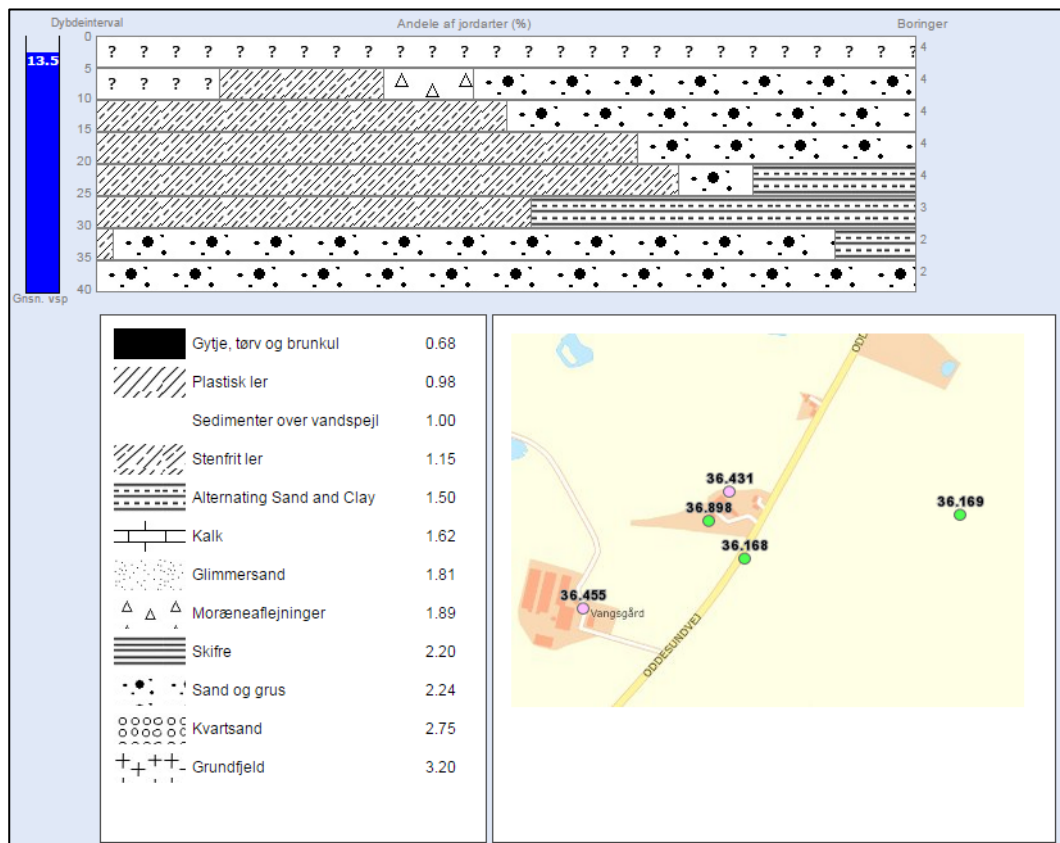 Dybdeinterval Andele af jordarter (%) Boringer
0
13.5
? ? ? ? ? ? ? ? ? ? ? ? ? ? ? ? ? ? ? ? ? ? ? ? ? ? 4
5
? ? ? ? 4
10
4
15
4
20
4
25
3
30
2
35
2
40
Gnsn. vsp
Gytje, tørv og brunkul 0.68
Plastisk ler 0.98
Sedimenter over vandspejl 1.00
Stenfrit ler 1.15
Alternating Sand and Clay 1.50
Kalk 1.62
Glimmersand 1.81
Moræneaflejninger 1.89
Skifre 2.20
Sand og grus 2.24
Kvartsand 2.75
Grundfjeld 3.20
36.431
36.898
36.169
36.168
36.455
Vangsgård
ODDESUNDVEJ